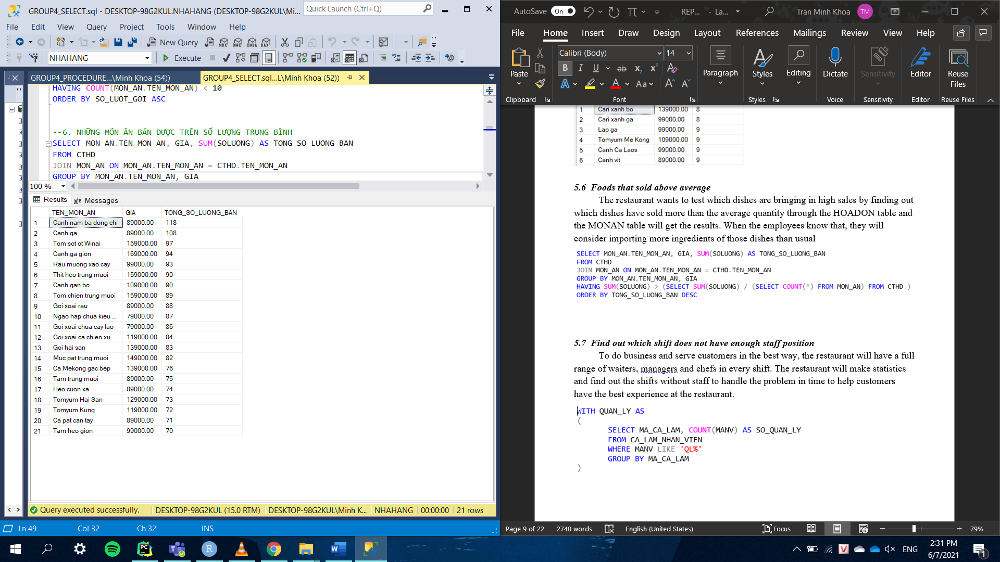 GROUP4_SELECT.sql - DESKTOP-98G2KUL.NHAHANG (DESKTOP-98G2KUL\Mi...
Quick Launch (Ctrl+Q)
File Edit View Query Project Tools Window Help
New Query
NHAHANG
Execute
GROUP4_PROCEDURE...\Minh Khoa (54))
GROUP4_SELECT.sql...L\Minh Khoa (52))
HAVING COUNT(MON_AN.TEN_MON_AN) < 10
ORDER BY SO_LUOT_GOI ASC
--6. NHỮNG MÓN ĂN BÁN ĐƯỢC TRÊN SỐ LƯỢNG TRUNG BÌNH
SELECT MON_AN.TEN_MON_AN, GIA, SUM(SOLUONG) AS TONG_SO_LUONG_BAN
FROM CTHD
JOIN MON_AN ON MON_AN.TEN_MON_AN = CTHD.TEN_MON_AN
GROUP BY MON_AN.TEN_MON_AN, GIA
100 %
Results Messages
TEN_MON_AN GIA TONG_SO_LUONG_BAN
1 Canh nam ba dong chi 89000.00 118
2 Canh ga 89000.00 108
3 Tom sot ot Winai 159000.00 97
4 Canh ga gion 169000.00 94
5 Rau muong xao cay 99000.00 93
6 Thit heo trung muoi 159000.00 90
7 Canh gan bo 109000.00 90
8 Tom chien trung muoi 159000.00 89
9 Goi xoai rau 89000.00 88
10 Ngao hap chua kieu ... 79000.00 87
11 Goi xoai chua cay lao 79000.00 86
12 Goi xoai ca chien xu 119000.00 84
13 Goi hai san 139000.00 83
14 Muc pat trung muoi 149000.00 82
15 Ca Mekong gac bep 139000.00 76
16 Tam trung muoi 89000.00 75
17 Heo cuon xa 89000.00 74
18 Tomyum Hai San 129000.00 73
19 Tomyum Kung 119000.00 72
20 Ca pat can tay 89000.00 71
21 Tam heo gion 99000.00 70
Query executed successfully.
DESKTOP-98G2KUL (15.0 RTM)
DESKTOP-98G2KUL\Minh K...
NHAHANG
00:00:00
21 rows
Ln 49 Col 32 Ch 32 INS
AutoSave On
REP... - La...
Tran Minh Khoa TM
File Home Insert Draw Design Layout References Mailings Review View Help
Paste
Calibri (Body) 14
B I U ab x2 x2
A A Aa A A
Paragraph
Styles
Editing
Dictate
Sensitivity
Editor
Reuse Files
Clipboard Font Styles Voice Sensitivity Editor Reuse Files
1 Cari xanh bo 139000.00 8
2 Cari xanh ga 99000.00 8
3 Lap ga 99000.00 9
4 Tomyum Me Kong 109000.00 9
5 Canh Ca Laos 99000.00 9
6 Canh vit 89000.00 9
5.6 Foods that sold above average
The restaurant wants to test which dishes are bringing in high sales by finding out
which dishes have sold more than the average quantity through the HOADON table and
the MONAN table will get the results. When the employees know that, they will
consider importing more ingredients of those dishes than usual
SELECT MON_AN.TEN_MON_AN, GIA, SUM(SOLUONG) AS TONG_SO_LUONG_BAN
FROM CTHD
JOIN MON_AN ON MON_AN.TEN_MON_AN = CTHD.TEN_MON_AN
GROUP BY MON_AN.TEN_MON_AN, GIA
HAVING SUM(SOLUONG) > (SELECT SUM(SOLUONG) / (SELECT COUNT(*) FROM MON_AN) FROM CTHD )
ORDER BY TONG_SO_LUONG_BAN DESC
5.7 Find out which shift does not have enough staff position
To do business and serve customers in the best way, the restaurant will have a full
range of waiters, managers and chefs in every shift. The restaurant will make statistics
and find out the shifts without staff to handle the problem in time to help customers
have the best experience at the restaurant.
WITH QUAN_LY AS
(
SELECT MA_CA_LAM, COUNT(MANV) AS SO_QUAN_LY
FROM CA_LAM_NHAN_VIEN
WHERE MANV LIKE 'QL%'
GROUP BY MA_CA_LAM
)
Page 9 of 22 2740 words English (United States) Focus 79%
ENG
2:31 PM
6/7/2021
1